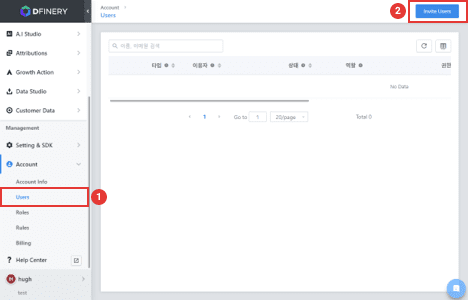 DFINERY
Account >
Users
2
Invite Users
A.I Studio
Attributions
Growth Action
Data Studio
Customer Data
Management
Setting & SDK
Account
Account Info
Users
1
Roles
Rules
Billing
Help Center
IH hugh
test
이름, 이메일 검색
타입 이용자 상태 역할 권한
No Data
1 Go to 1 20/page Total 0